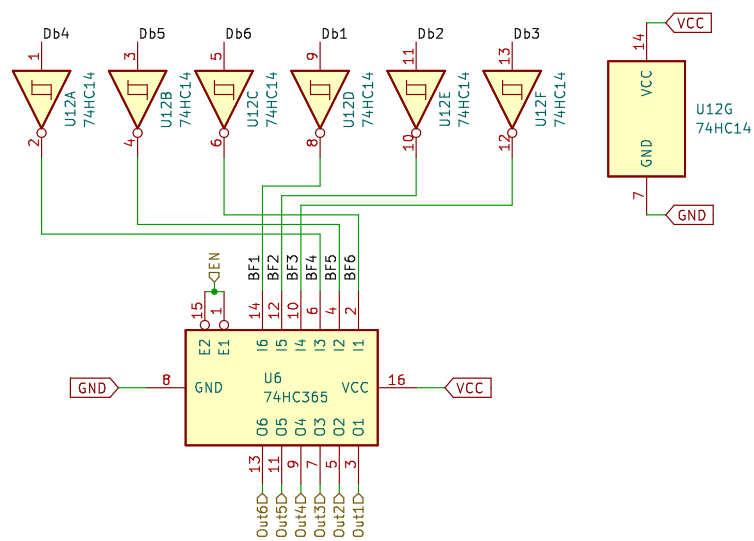 Db4 Db5 Db6 Db1 Db2 Db3
1 3 5 9 11 13
U12A 74HC14
U12B 74HC14
U12C 74HC14
U12D 74HC14
U12E 74HC14
U12F 74HC14
2 4 6 8 10 12
14 VCC
VCC
U12G
74HC14
GND
7 GND
EN
BF1 BF2 BF3 BF4 BF5 BF6
15 1 14 12 10 6 4 2
E2 E1 I6 I5 I4 I3 I2 I1
GND 8 GND U6 VCC 16 VCC
74HC365
O6 O5 O4 O3 O2 O1
13 11 9 7 5 3
Out6 Out5 Out4 Out3 Out2 Out1